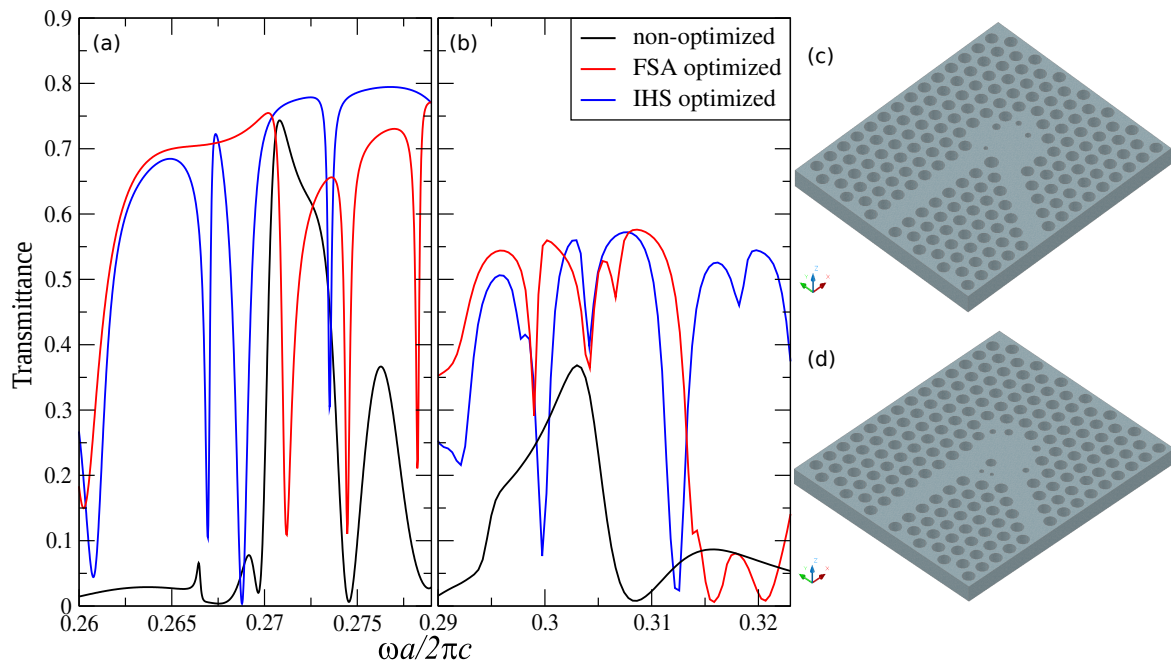 0.9
0.8
0.7
0.6
0.5
0.4
0.3
0.2
0.1
0
Transmittance
(a)
0.26
0.265
0.27
0.275
(b)
non-optimized
FSA optimized
IHS optimized
0.29
0.3
0.31
0.32
ωa/2πc
(c)
Z
X
(d)
Z
X